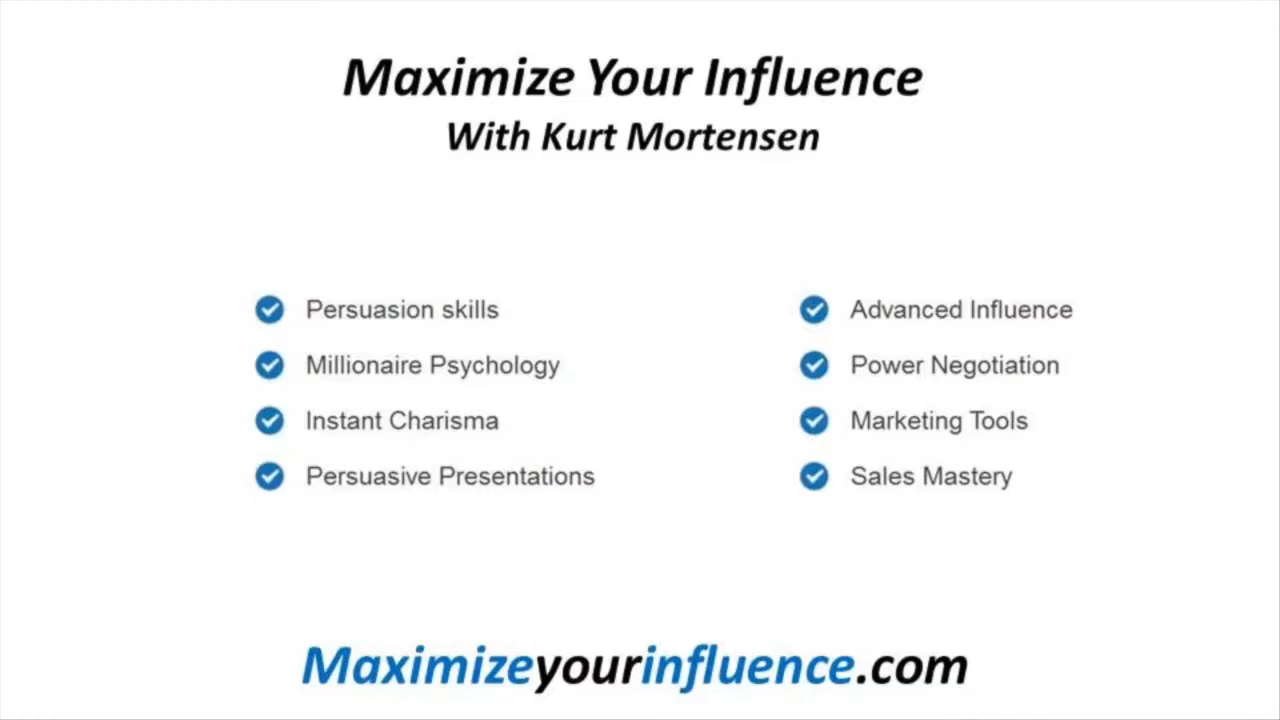 Maximize Your Influence
With Kurt Mortensen
Persuasion skills
Millionaire Psychology
Instant Charisma
Persuasive Presentations
Advanced Influence
Power Negotiation
Marketing Tools
Sales Mastery
Maximizeyourinfluence.com